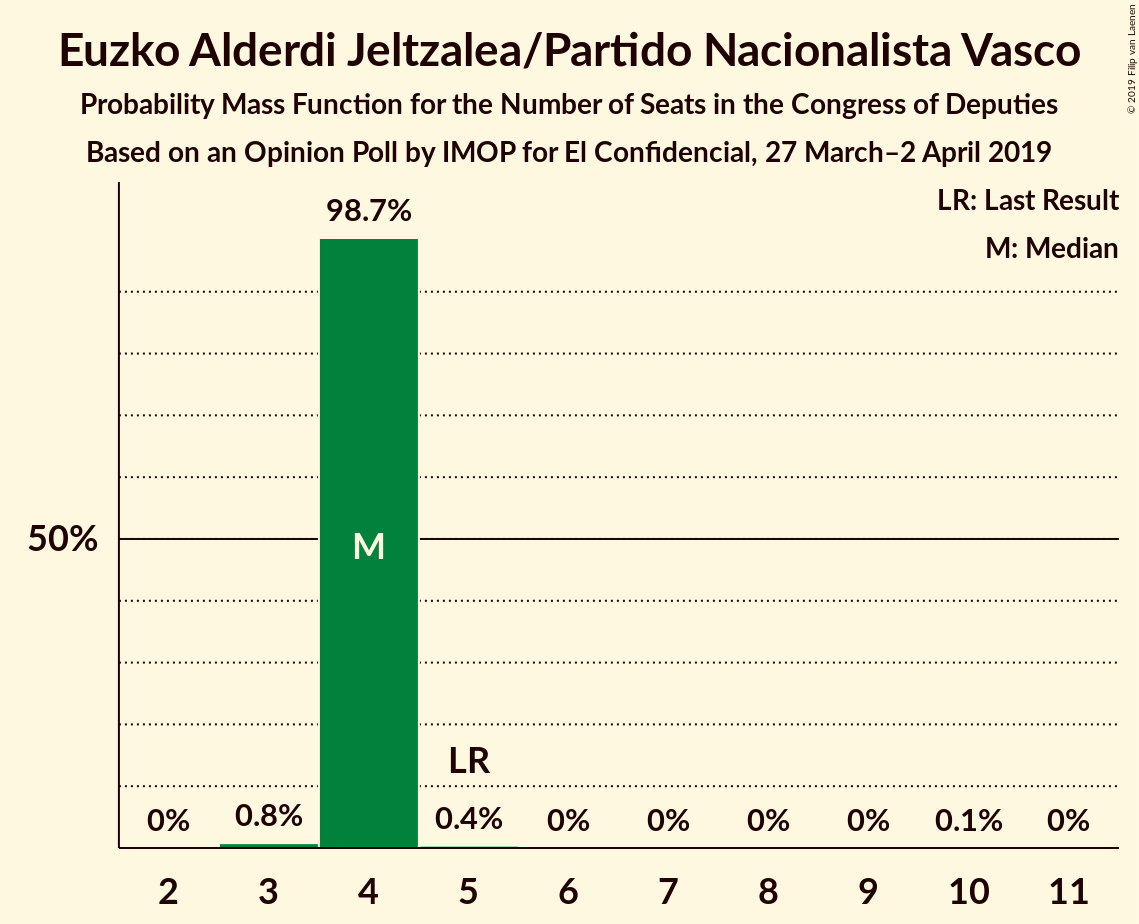 Euzko Alderdi Jeltzalea/Partido Nacionalista Vasco
Probability Mass Function for the Number of Seats in the Congress of Deputies
Based on an Opinion Poll by IMOP for El Confidencial, 27 March–2 April 2019
© 2019 Filip van Laenen
LR: Last Result
M: Median
98.7%
50%
M
LR
0%
0.8%
0.4%
0%
0%
0%
0%
0.1%
0%
2 3 4 5 6 7 8 9 10 11